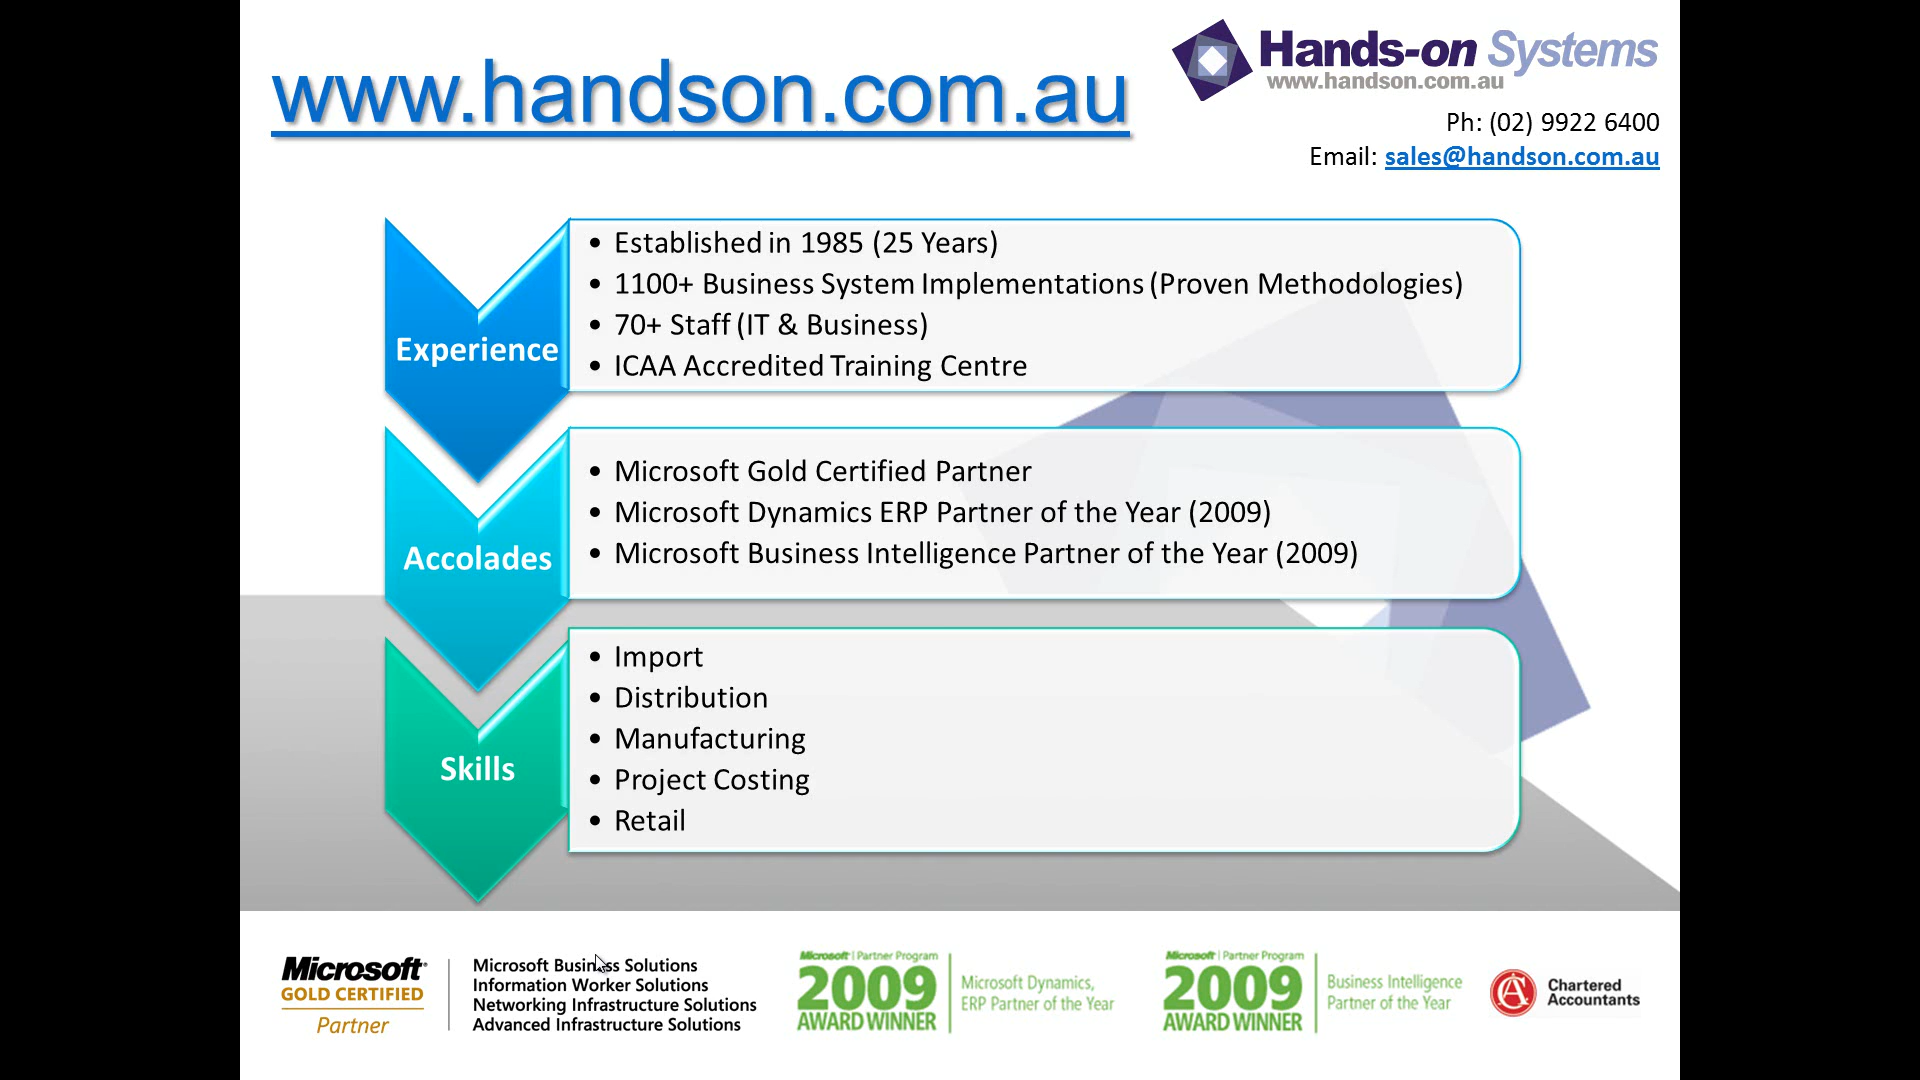 www.handson.com.au
Hands-on Systems
www.handson.com.au
Ph: (02) 9922 6400
Email: sales@handson.com.au
Experience
• Established in 1985 (25 Years)
• 1100+ Business System Implementations (Proven Methodologies)
• 70+ Staff (IT & Business)
• ICAA Accredited Training Centre
Accolades
• Microsoft Gold Certified Partner
• Microsoft Dynamics ERP Partner of the Year (2009)
• Microsoft Business Intelligence Partner of the Year (2009)
Skills
• Import
• Distribution
• Manufacturing
• Project Costing
• Retail
Microsoft
GOLD CERTIFIED
Partner
Microsoft Business Solutions
Information Worker Solutions
Networking Infrastructure Solutions
Advanced Infrastructure Solutions
Microsoft | Partner Program
2009
AWARD WINNER
Microsoft Dynamics,
ERP Partner of the Year
Microsoft | Partner Program
2009
AWARD WINNER
Business Intelligence
Partner of the Year
CA
Chartered
Accountants